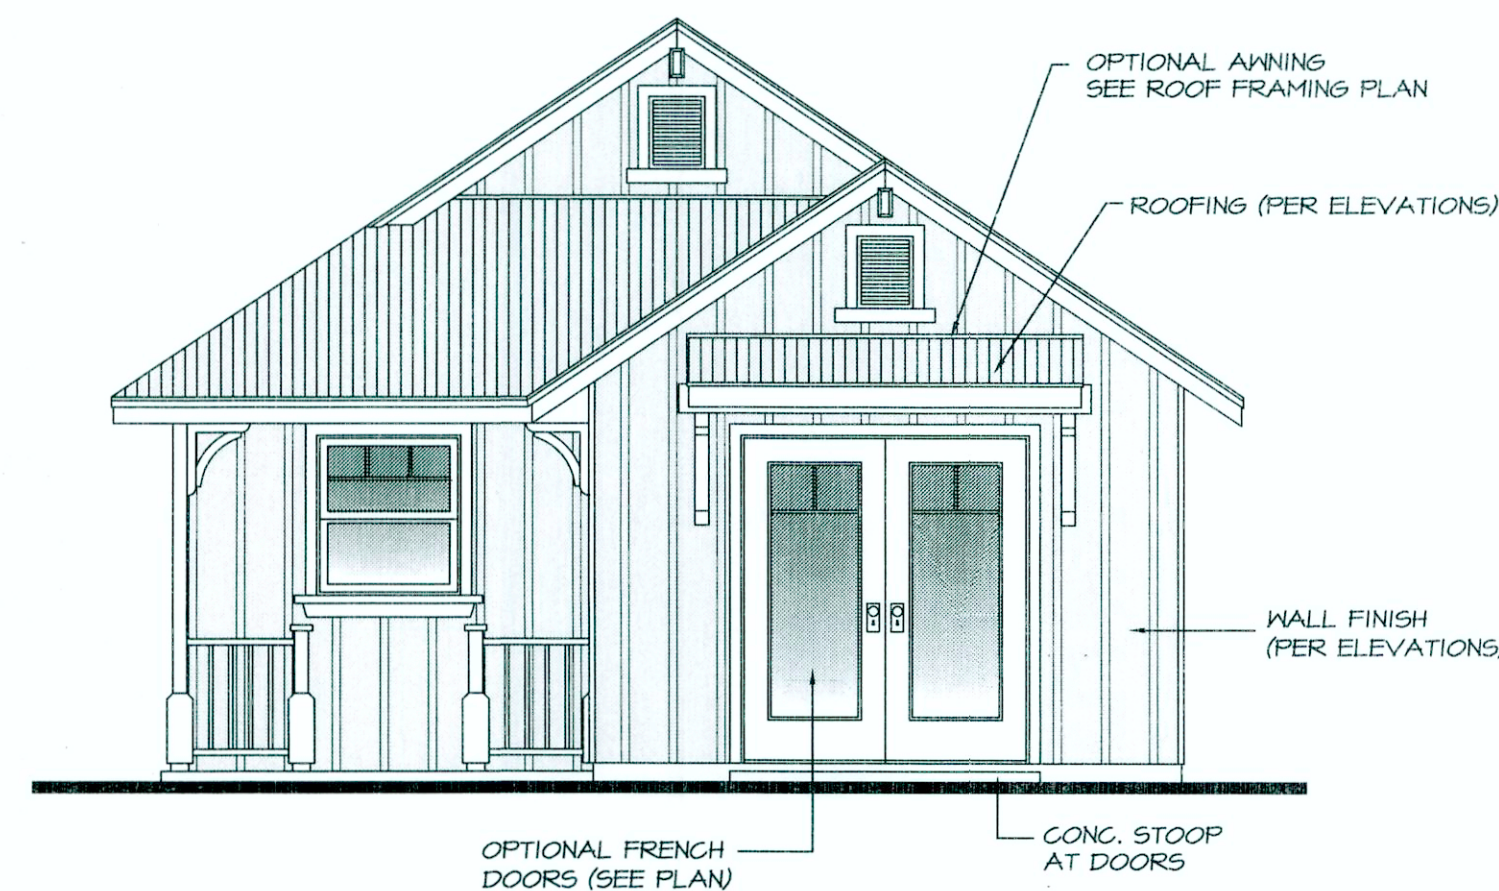 OPTIONAL AWNING
SEE ROOF FRAMING PLAN
ROOFING (PER ELEVATIONS)
WALL FINISH
(PER ELEVATIONS)
OPTIONAL FRENCH
DOORS (SEE PLAN)
CONC. STOOP
AT DOORS